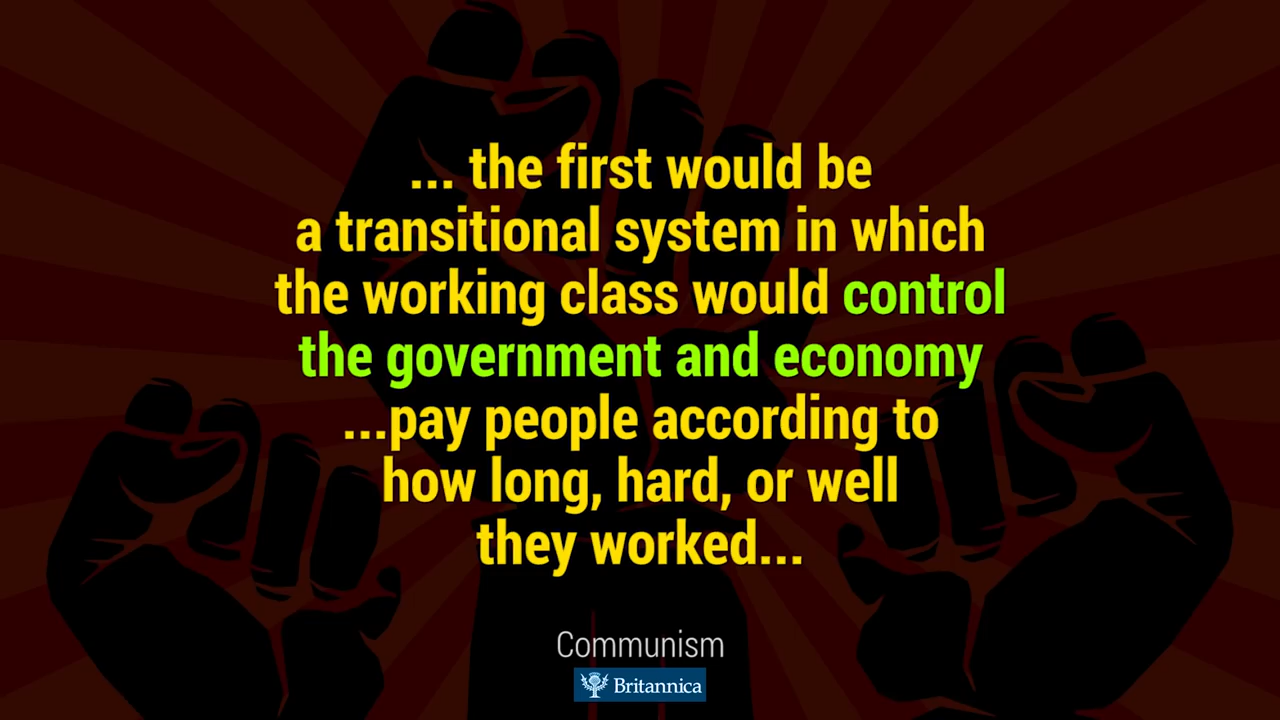 ... the first would be
a transitional system in which
the working class would control
the government and economy
...pay people according to
how long, hard, or well
they worked...
Communism
Britannica